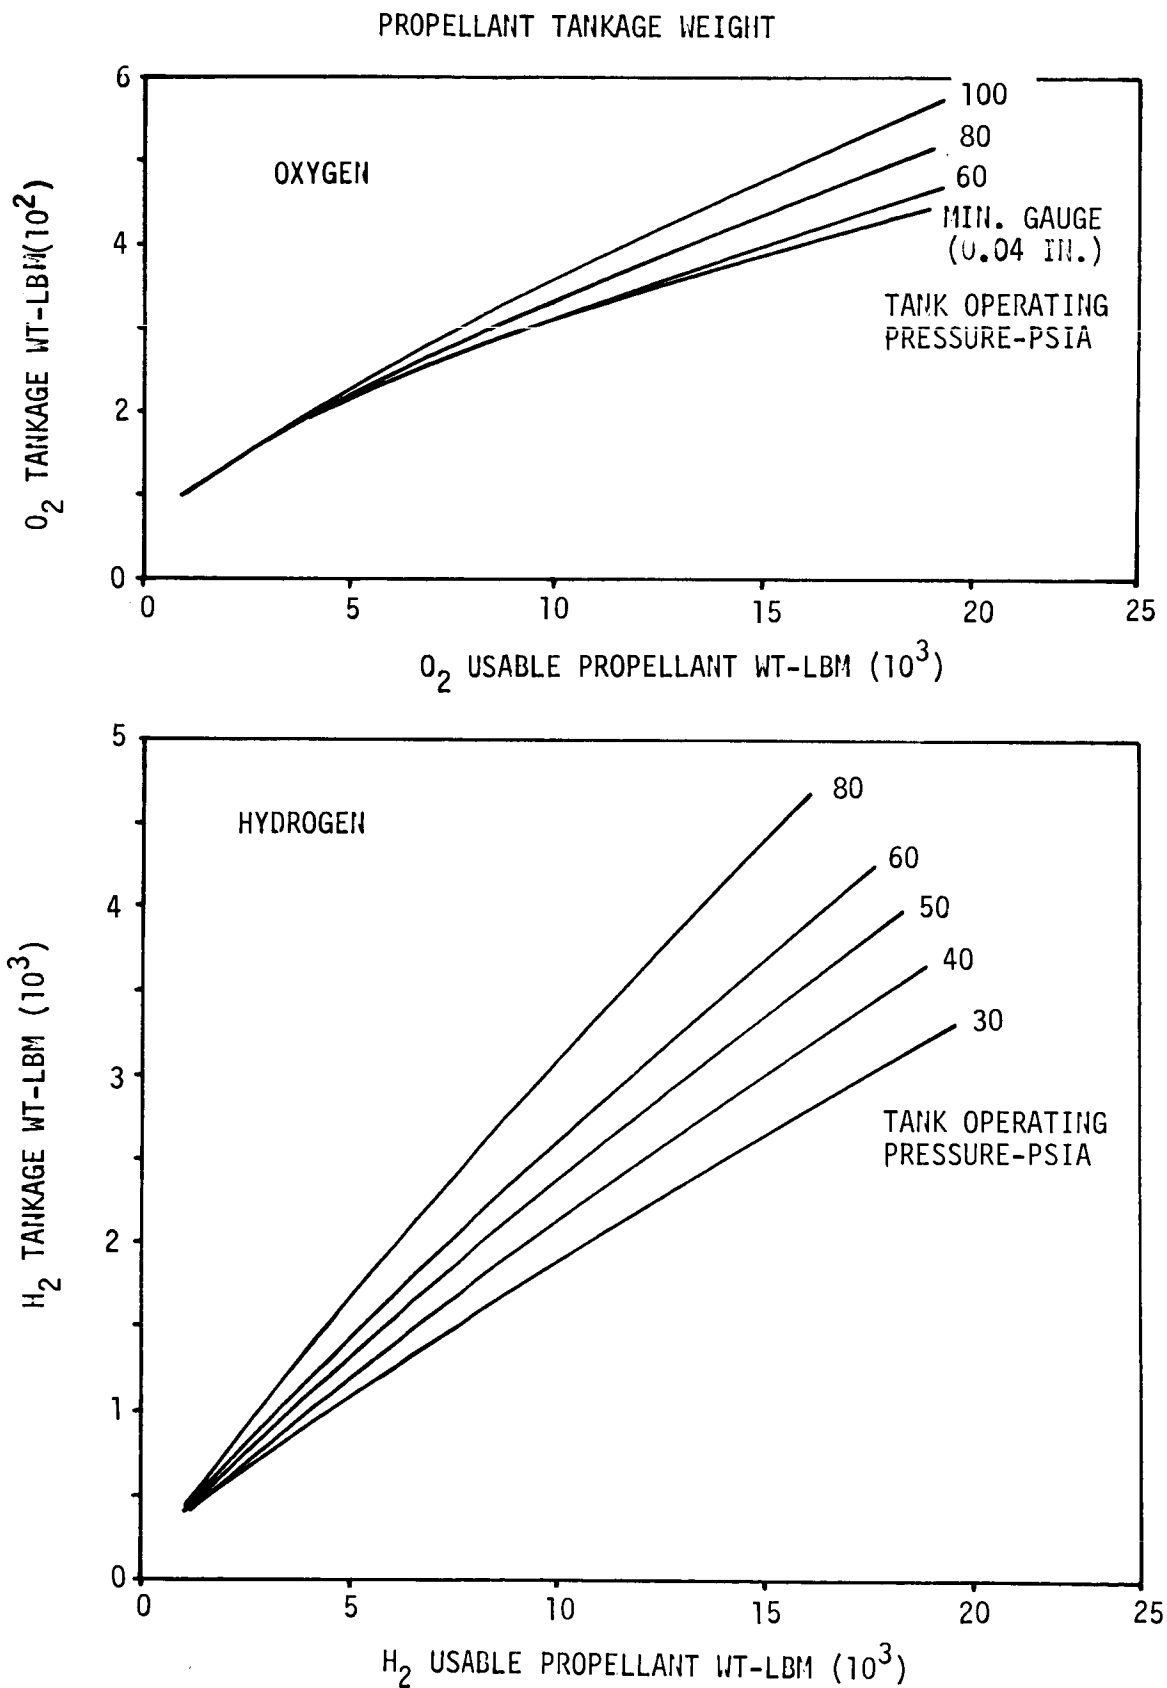 PROPELLANT TANKAGE WEIGHT
6
100
80
OXYGEN
60
MIN. GAUGE
(0.04 IN.)
4
TANK OPERATING
PRESSURE-PSIA
2
0
O2 TANKAGE WT-LBM(10^2)
0 5 10 15 20 25
O2 USABLE PROPELLANT WT-LBM (10^3)
5
80
HYDROGEN
60
50
4
40
30
3
TANK OPERATING
PRESSURE-PSIA
2
1
0
H2 TANKAGE WT-LBM (10^3)
0 5 10 15 20 25
H2 USABLE PROPELLANT WT-LBM (10^3)